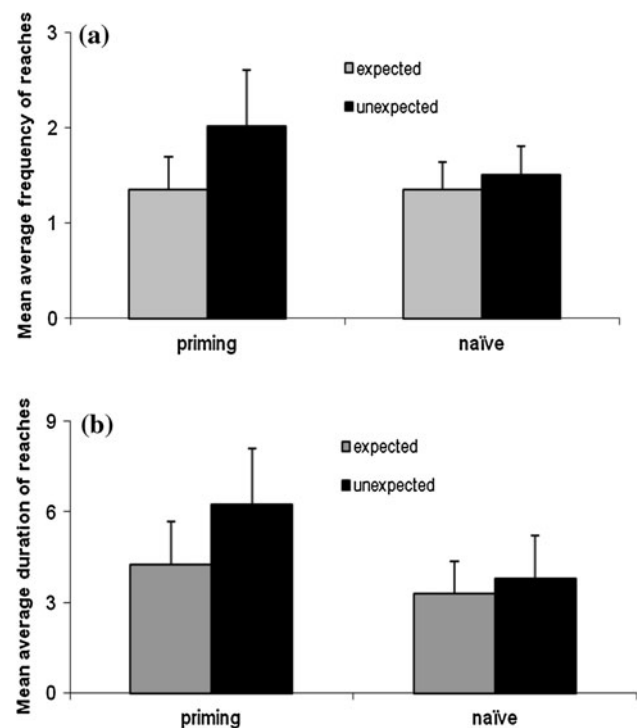 (a)
Mean average frequency of reaches
3
2
1
0
expected
unexpected
priming
naïve
(b)
Mean average duration of reaches
9
6
3
0
expected
unexpected
priming
naïve